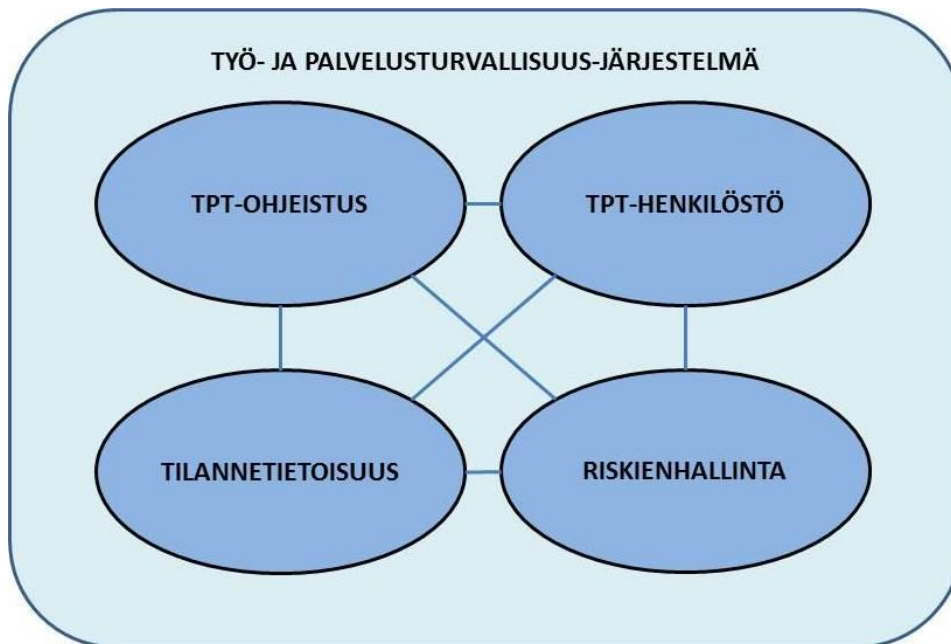 TYÖ- JA PALVELUSTURVALLISUUS-JÄRJESTELMÄ
TPT-OHJEISTUS
TPT-HENKILÖSTÖ
TILANNETIETOISUUS
RISKIENHALLINTA